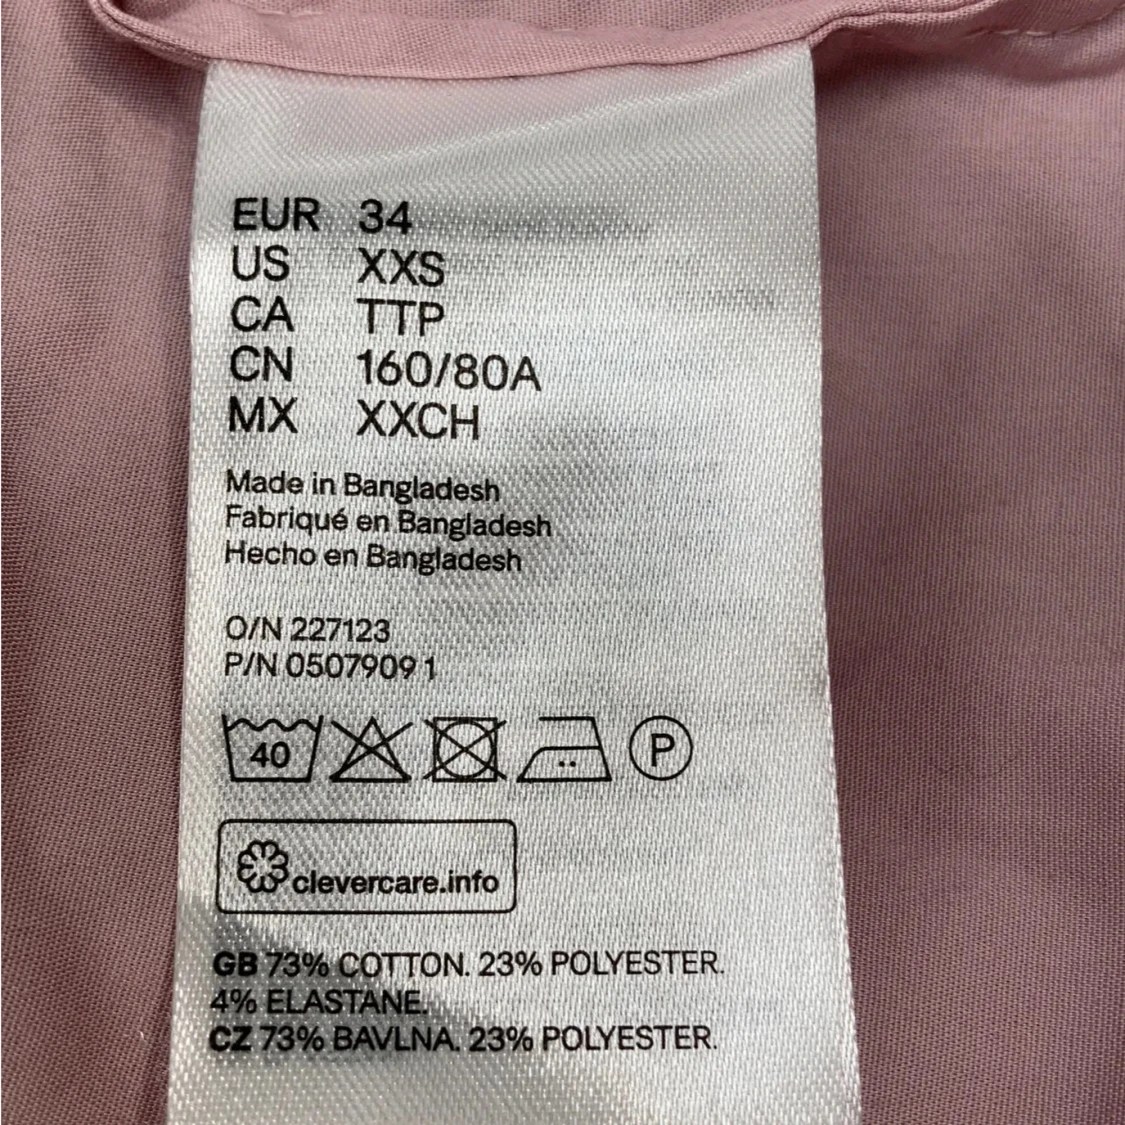 EUR 34
US XXS
CA TTP
CN 160/80A
MX XXCH
Made in Bangladesh
Fabriqué en Bangladesh
Hecho en Bangladesh
O/N 227123
P/N 0507909 1
40 P
clevercare.info
GB 73% COTTON. 23% POLYESTER.
4% ELASTANE.
CZ 73% BAVLNA. 23% POLYESTER.